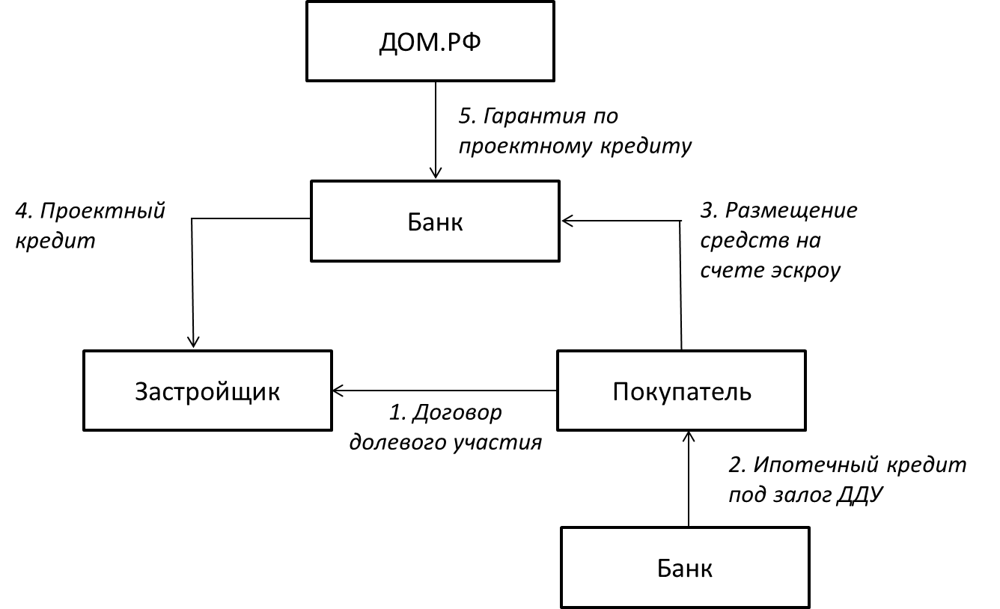 ДОМ.РФ
5. Гарантия по
проектному кредиту
4. Проектный
кредит
Банк
3. Размещение
средств на
счете эскроу
Застройщик
1. Договор
долевого участия
Покупатель
2. Ипотечный кредит
под залог ДДУ
Банк